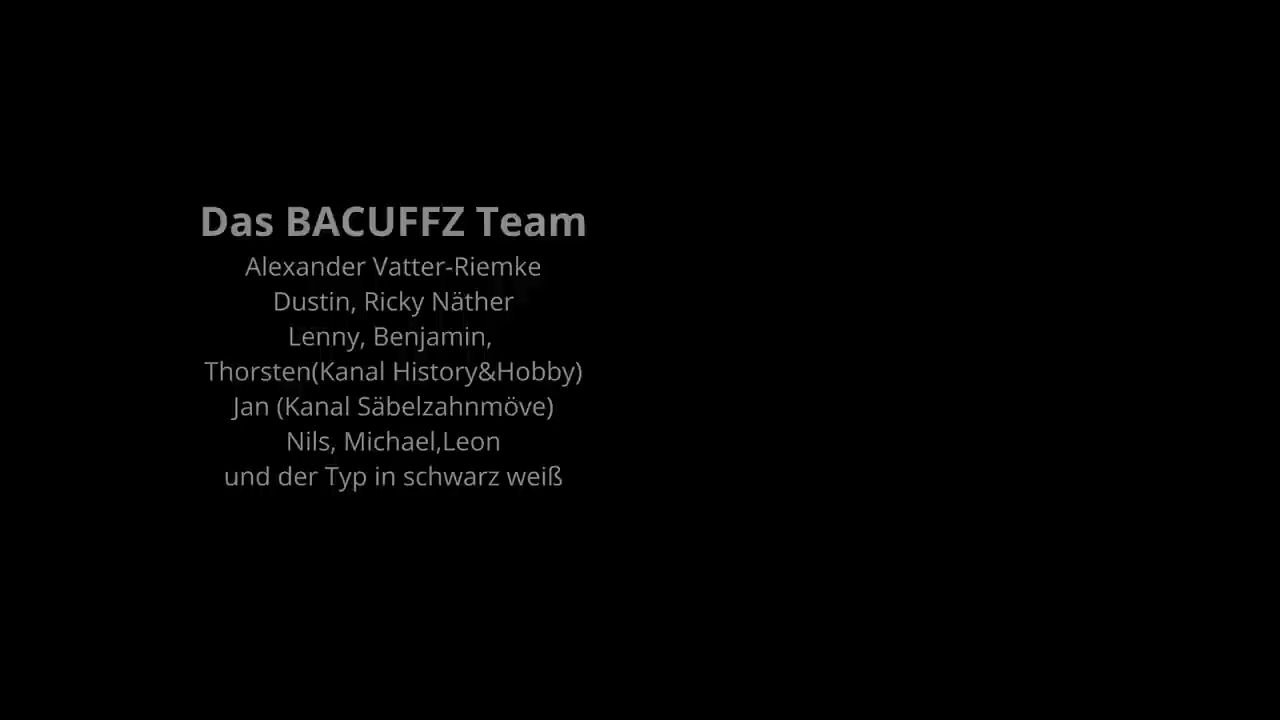 Das BACUFFZ Team
Alexander Vatter-Riemke
Dustin, Ricky Näther
Lenny, Benjamin,
Thorsten(Kanal History&Hobby)
Jan (Kanal Säbelzahnmöve)
Nils, Michael,Leon
und der Typ in schwarz weiß